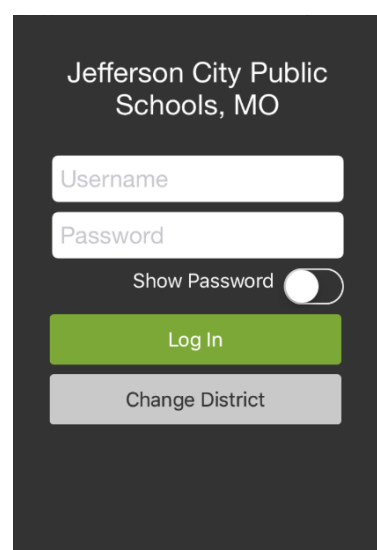 Jefferson City Public
Schools, MO
Username
Password
Show Password
Log In
Change District